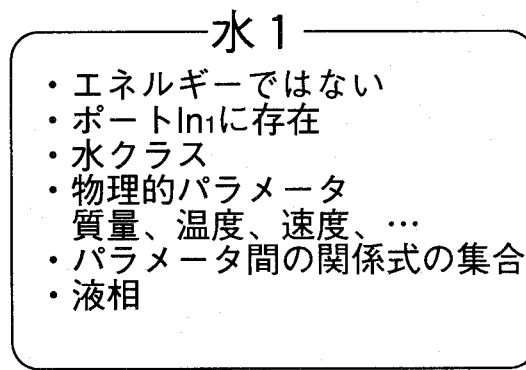 水1
・エネルギーではない
・ポートIn₁に存在
・水クラス
・物理的パラメータ
質量、温度、速度、…
・パラメータ間の関係式の集合
・液相